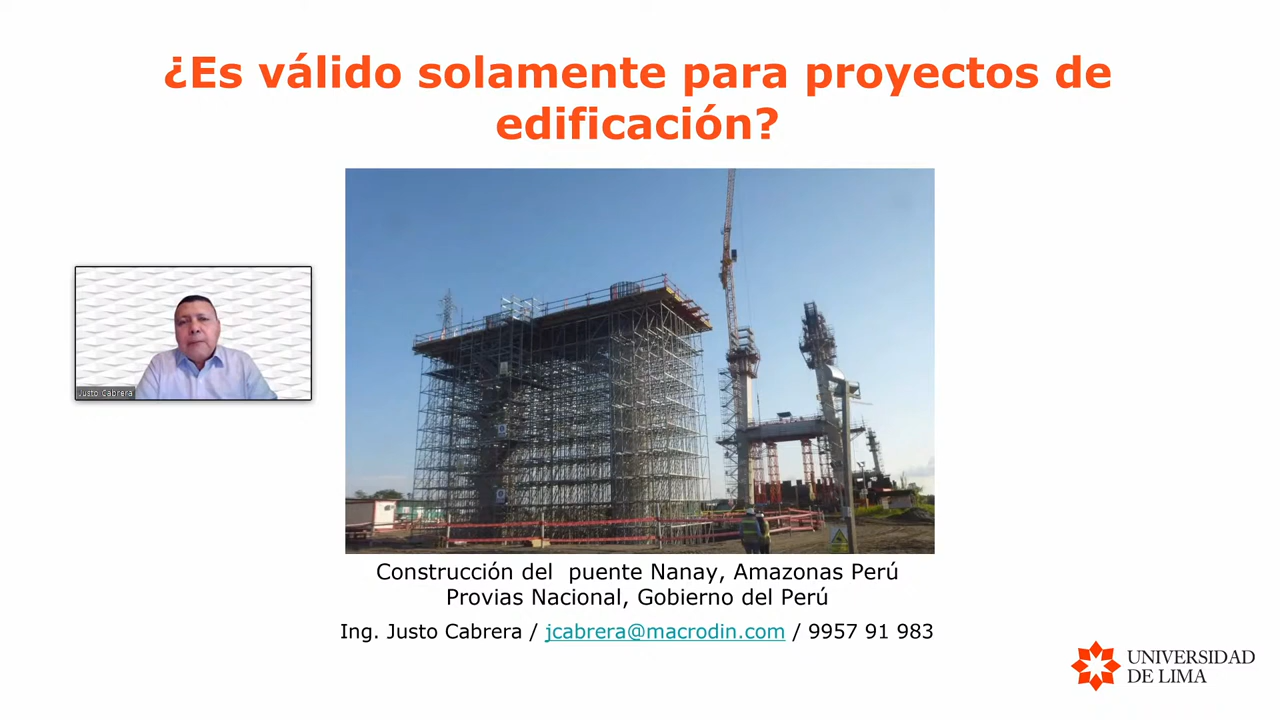 ¿Es válido solamente para proyectos de
edificación?
Justo Cabrera
Construcción del  puente Nanay, Amazonas Perú
Provias Nacional, Gobierno del Perú
Ing. Justo Cabrera / jcabrera@macrodin.com / 9957 91 983
UNIVERSIDAD
DE LIMA